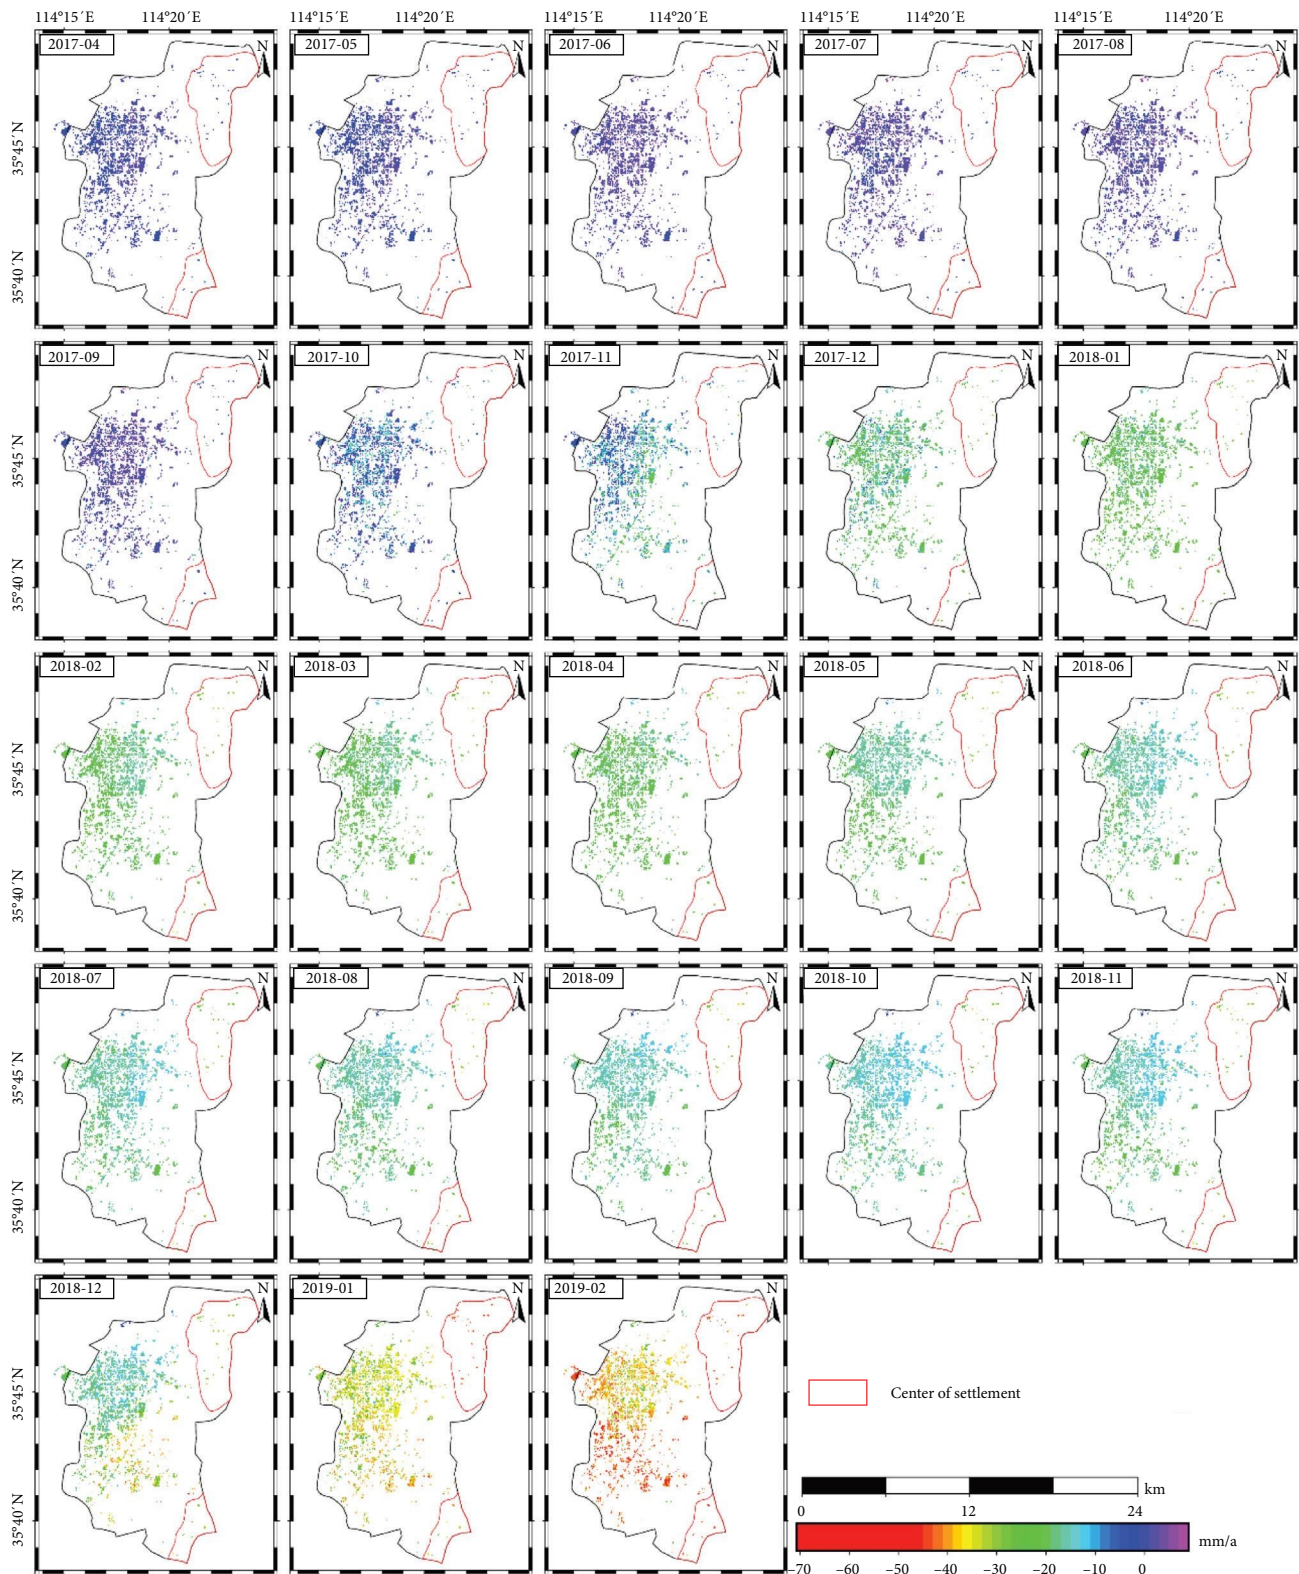 114°15´E 114°20´E 114°15´E 114°20´E 114°15´E 114°20´E 114°15´E 114°20´E 114°15´E 114°20´E
2017-04 N 2017-05 N 2017-06 N 2017-07 N 2017-08 N
35°45´N
35°40´N
2017-09 N 2017-10 N 2017-11 N 2017-12 N 2018-01 N
35°45´N
35°40´N
2018-02 N 2018-03 N 2018-04 N 2018-05 N 2018-06 N
35°45´N
35°40´N
2018-07 N 2018-08 N 2018-09 N 2018-10 N 2018-11 N
35°45´N
35°40´N
2018-12 N 2019-01 N 2019-02 N
35°45´N
35°40´N
Center of settlement
km
0 12 24
mm/a
–70 –60 –50 –40 –30 –20 –10 0